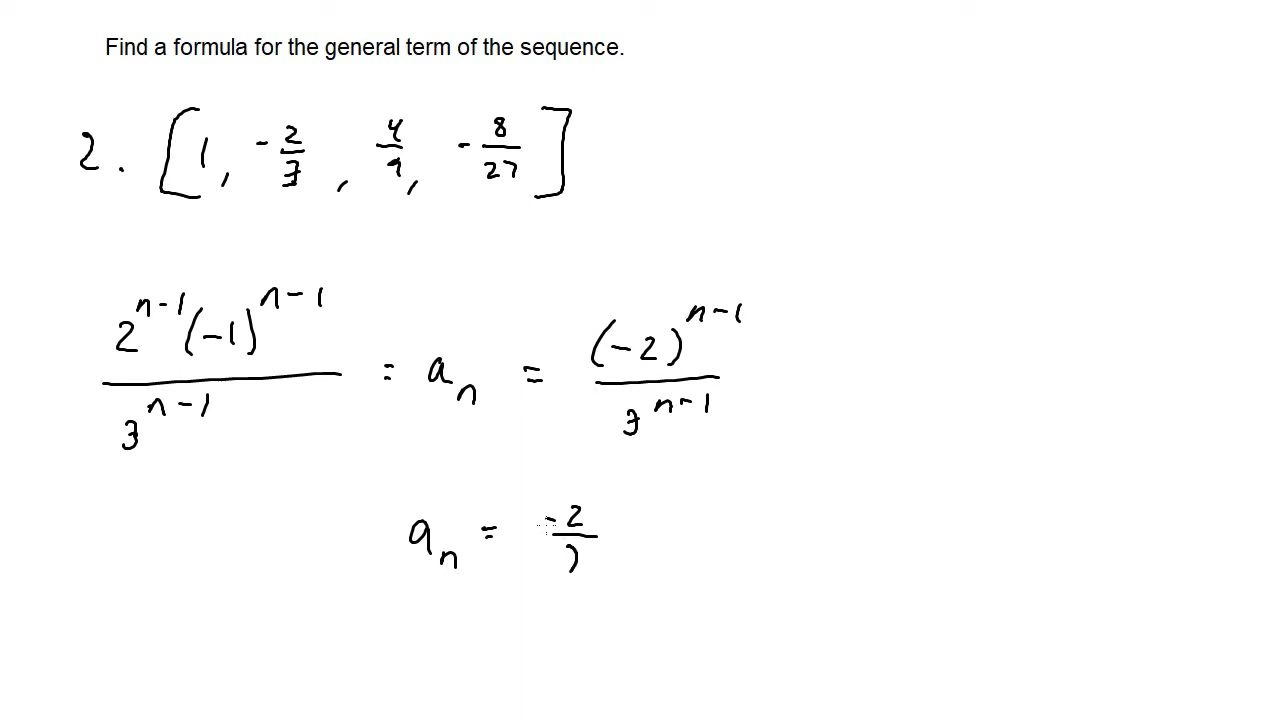 Find a formula for the general term of the sequence.
2. [1, -2/3, 4/9, -8/27]
2^{n-1}(-1)^{n-1} / 3^{n-1} = a_n = (-2)^{n-1} / 3^{n-1}
a_n = -2/